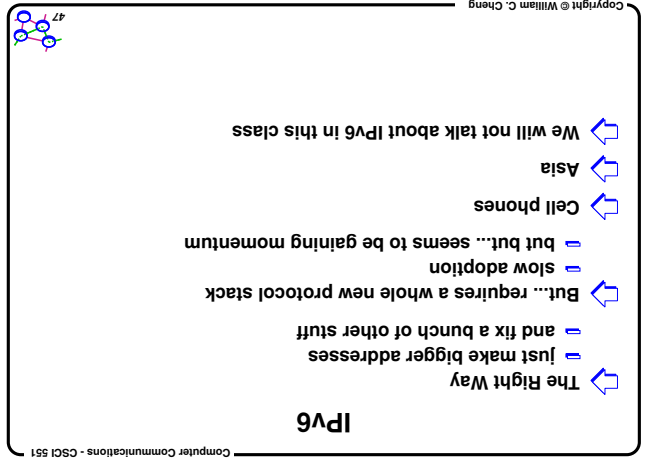 Computer Communications - CSCI 551
IPv6
The Right Way
just make bigger addresses
and fix a bunch of other stuff
But... requires a whole new protocol stack
slow adoption
but but... seems to be gaining momentum
Cell phones
Asia
We will not talk about IPv6 in this class
47
Copyright © William C. Cheng